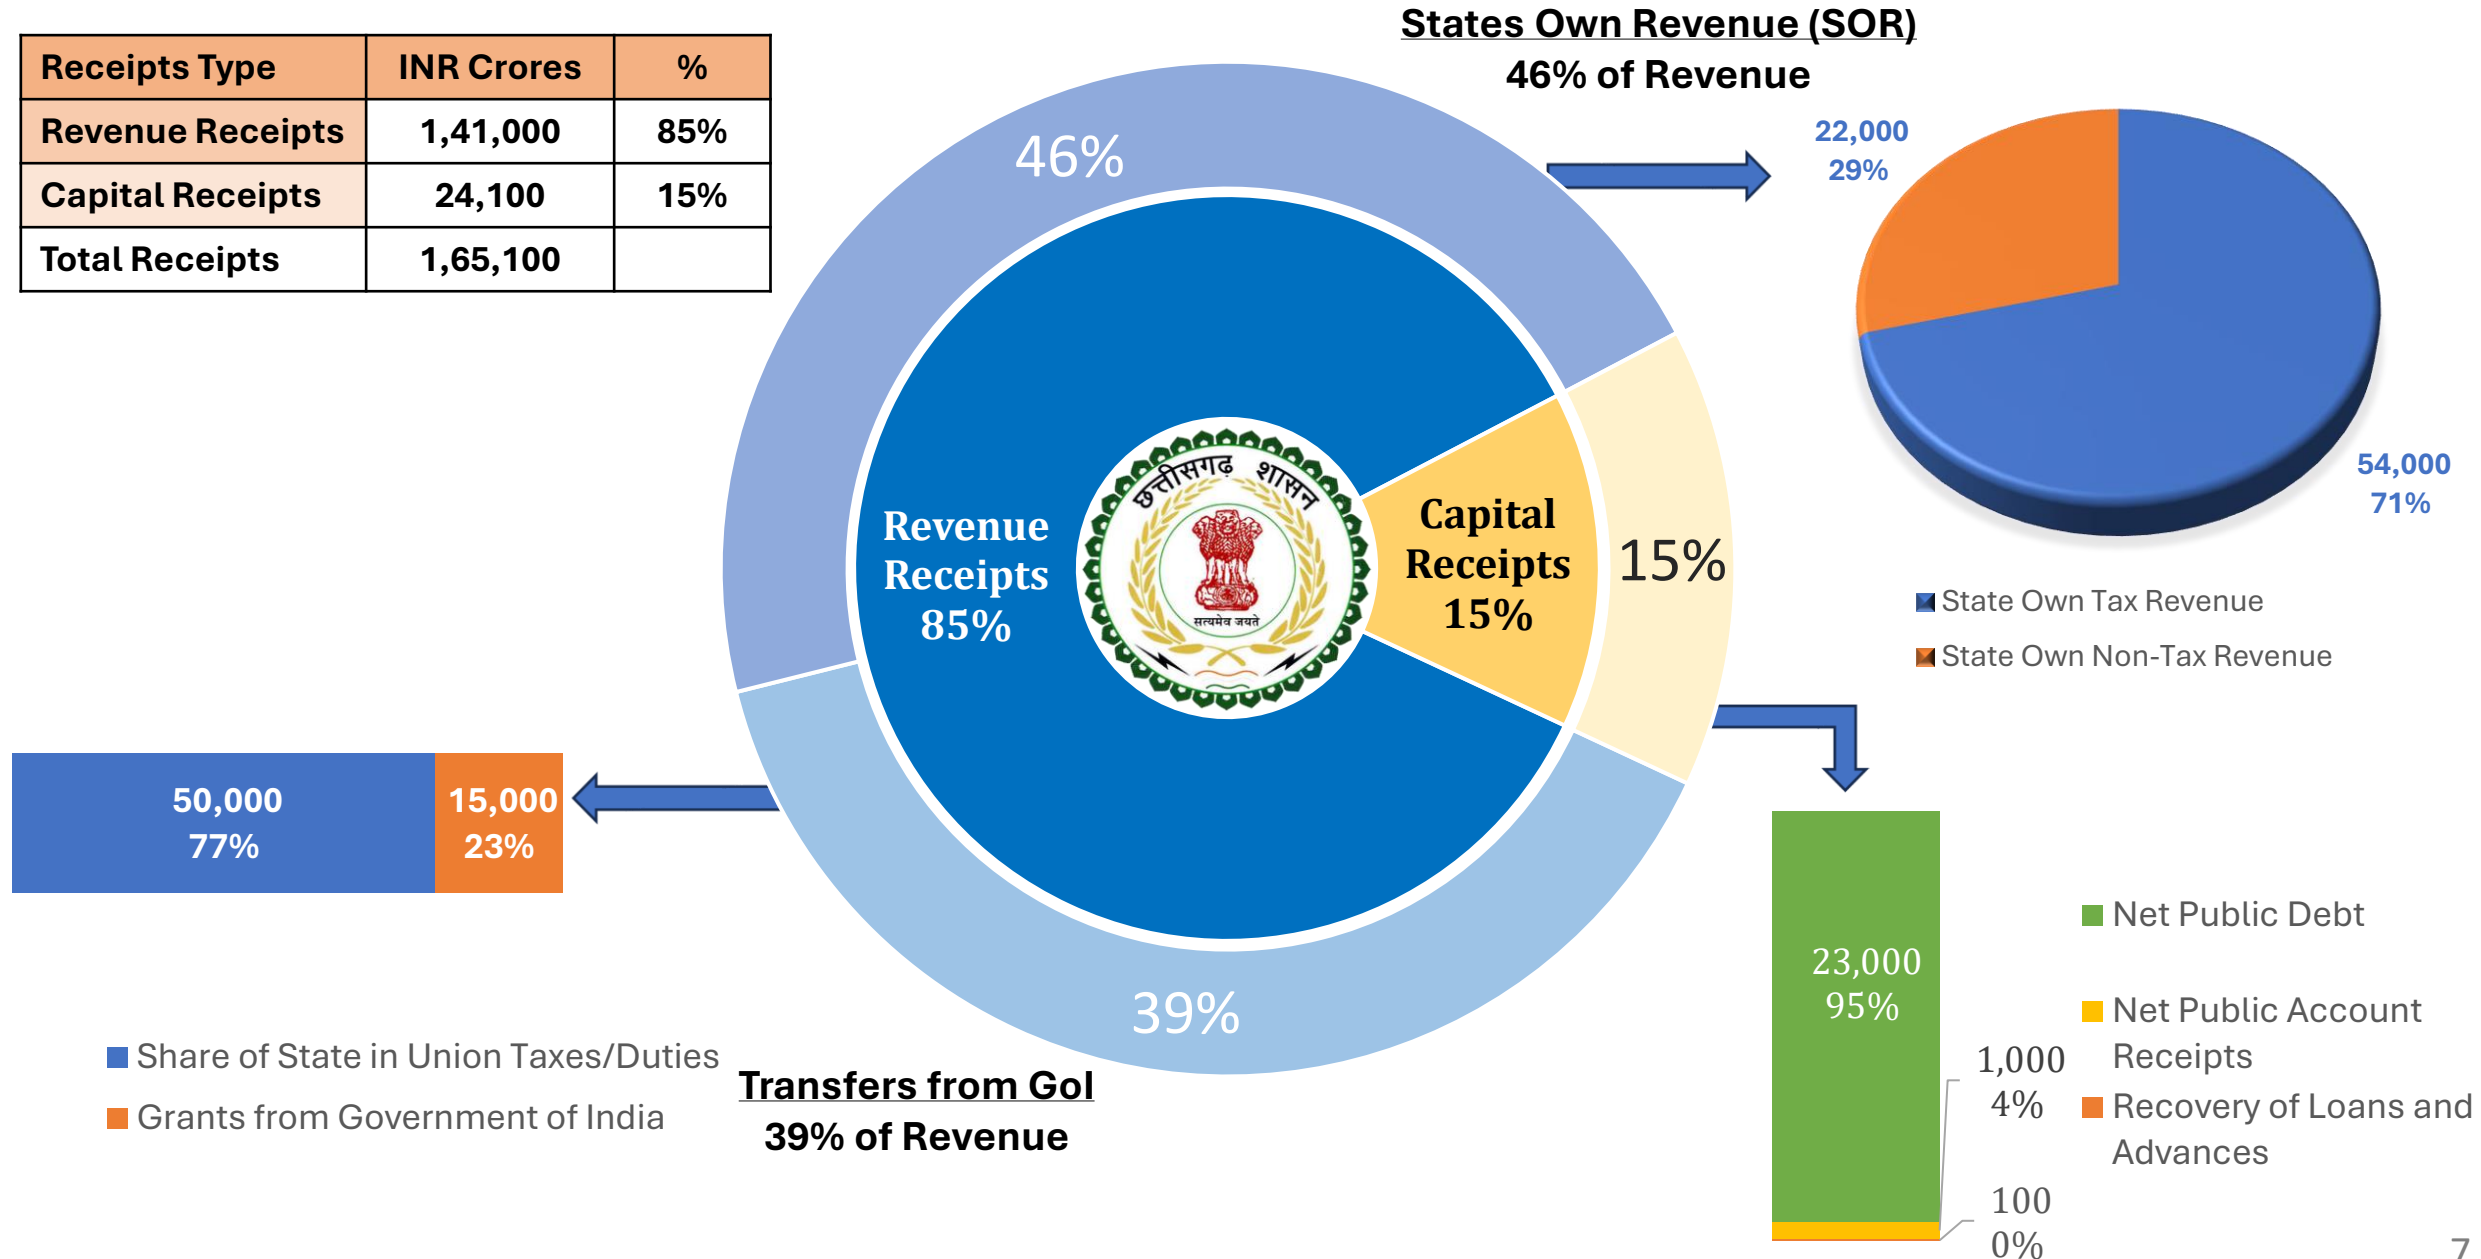 States Own Revenue (SOR)
46% of Revenue
Receipts Type INR Crores %
Revenue Receipts 1,41,000 85%
Capital Receipts 24,100 15%
Total Receipts 1,65,100
46%
22,000
29%
54,000
71%
State Own Tax Revenue
State Own Non-Tax Revenue
Revenue
Receipts
85%
छत्तीसगढ़ शासन
सत्यमेव जयते
Capital
Receipts
15%
15%
50,000
77%
15,000
23%
Share of State in Union Taxes/Duties
Grants from Government of India
39%
Transfers from GoI
39% of Revenue
23,000
95%
1,000
4%
100
0%
Net Public Debt
Net Public Account
Receipts
Recovery of Loans and
Advances
7